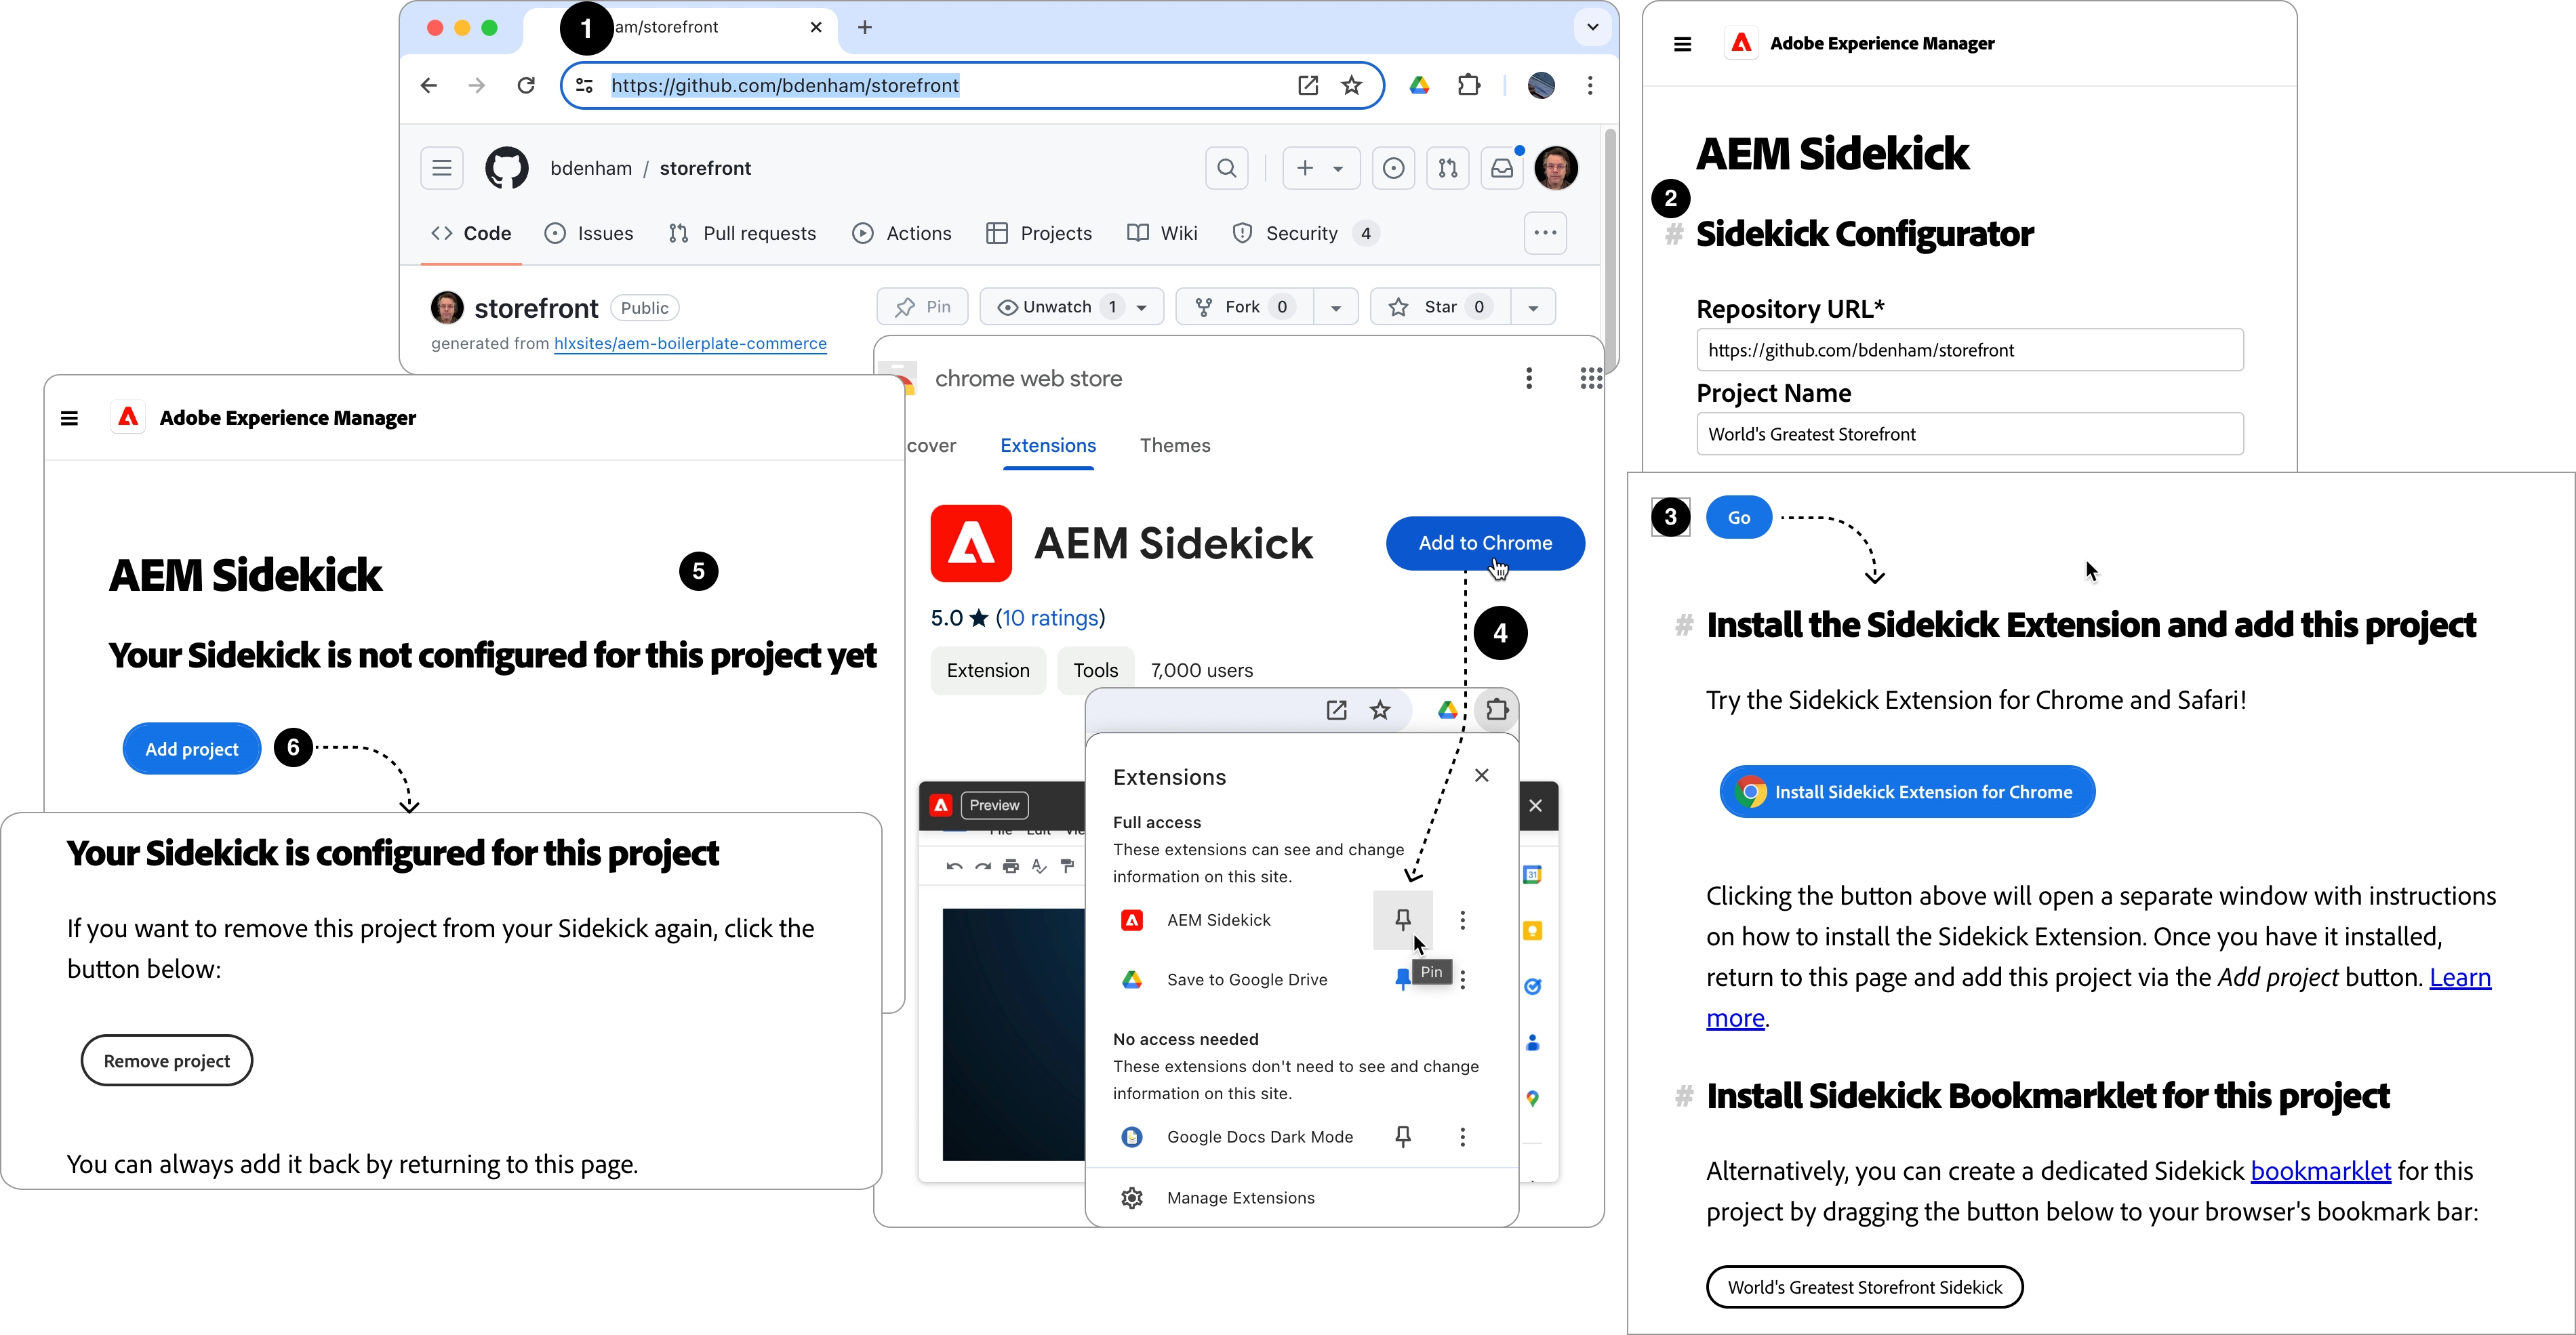 1
am/storefront
https://github.com/bdenham/storefront
bdenham / storefront
Code
Issues
Pull requests
Actions
Projects
Wiki
Security 4
storefront Public
Pin
Unwatch 1
Fork 0
Star 0
generated from hlxsites/aem-boilerplate-commerce
Adobe Experience Manager
AEM Sidekick
2
# Sidekick Configurator
Repository URL*
https://github.com/bdenham/storefront
Project Name
World's Greatest Storefront
3
Go
# Install the Sidekick Extension and add this project
Try the Sidekick Extension for Chrome and Safari!
Install Sidekick Extension for Chrome
Clicking the button above will open a separate window with instructions
on how to install the Sidekick Extension. Once you have it installed,
return to this page and add this project via the Add project button. Learn
more.
# Install Sidekick Bookmarklet for this project
Alternatively, you can create a dedicated Sidekick bookmarklet for this
project by dragging the button below to your browser's bookmark bar:
World's Greatest Storefront Sidekick
chrome web store
cover
Extensions
Themes
AEM Sidekick
Add to Chrome
5.0 ★ (10 ratings)
4
Extension
Tools
7,000 users
Preview
Extensions
Full access
These extensions can see and change
information on this site.
AEM Sidekick
Pin
Save to Google Drive
No access needed
These extensions don't need to see and change
information on this site.
Google Docs Dark Mode
Manage Extensions
31
Adobe Experience Manager
AEM Sidekick
5
Your Sidekick is not configured for this project yet
Add project
6
Your Sidekick is configured for this project
If you want to remove this project from your Sidekick again, click the
button below:
Remove project
You can always add it back by returning to this page.